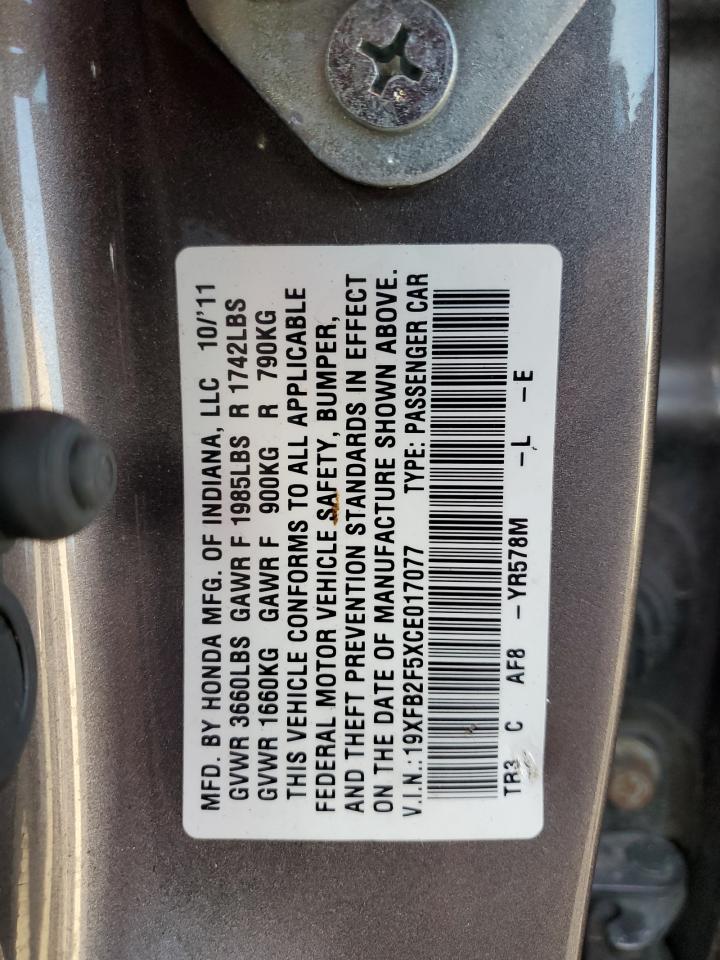 MFD. BY HONDA MFG. OF INDIANA, LLC 10/'11
GVWR 3660LBS GAWR F 1985LBS R 1742LBS
GVWR 1660KG GAWR F 900KG R 790KG
THIS VEHICLE CONFORMS TO ALL APPLICABLE
FEDERAL MOTOR VEHICLE SAFETY, BUMPER,
AND THEFT PREVENTION STANDARDS IN EFFECT
ON THE DATE OF MANUFACTURE SHOWN ABOVE.
V.I.N.: 19XFB2F5XCE017077 TYPE: PASSENGER CAR
TR3 C AF8 - YR578M -L -E